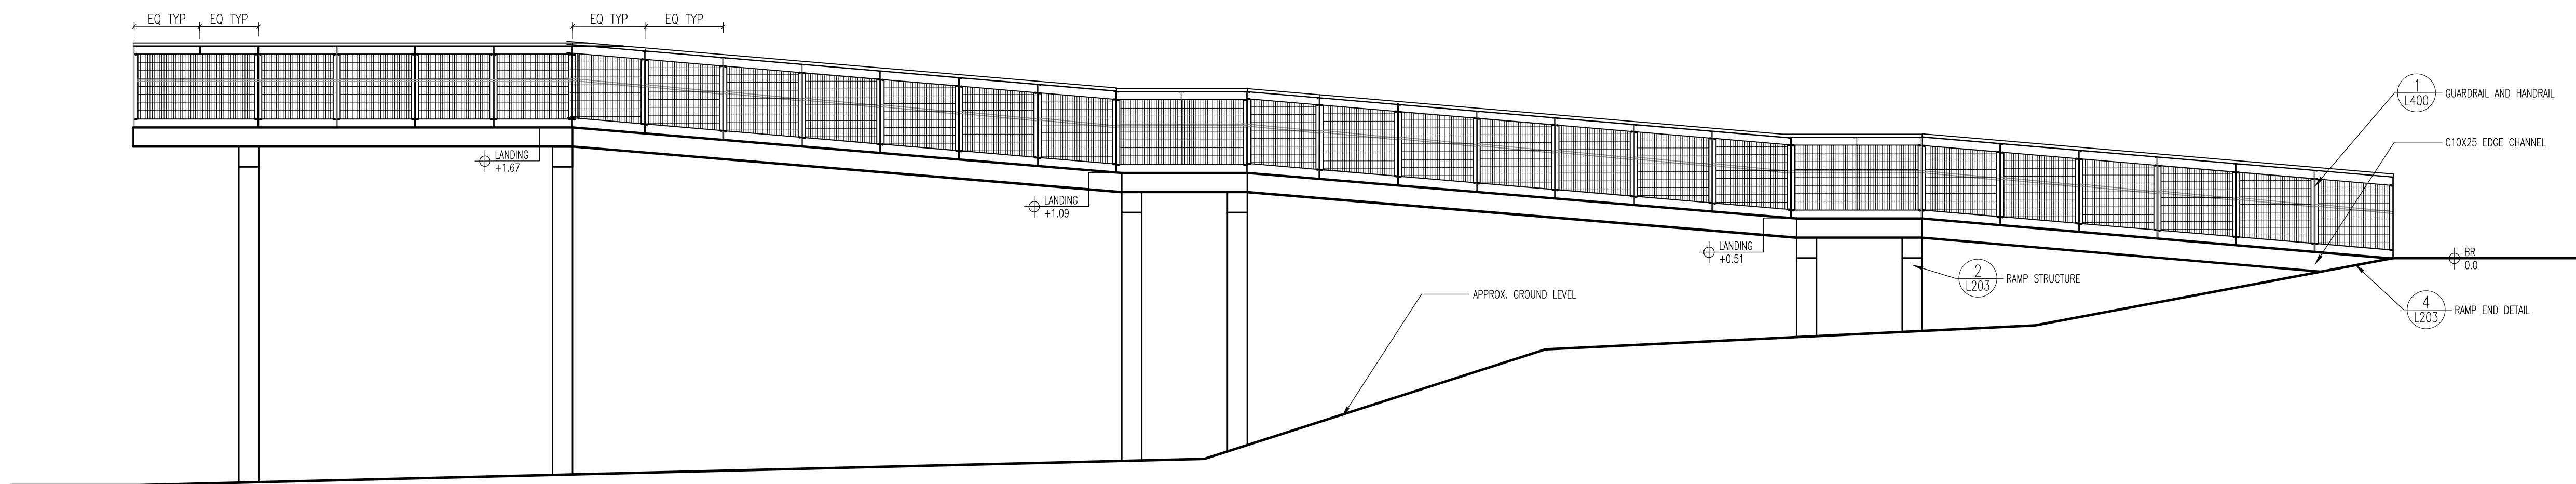 EQ TYP
EQ TYP
EQ TYP
EQ TYP
1
L400
GUARDRAIL AND HANDRAIL
C10X25 EDGE CHANNEL
LANDING
+1.67
LANDING
+1.09
LANDING
+0.51
BR
0.0
2
L203
RAMP STRUCTURE
APPROX. GROUND LEVEL
4
L203
RAMP END DETAIL